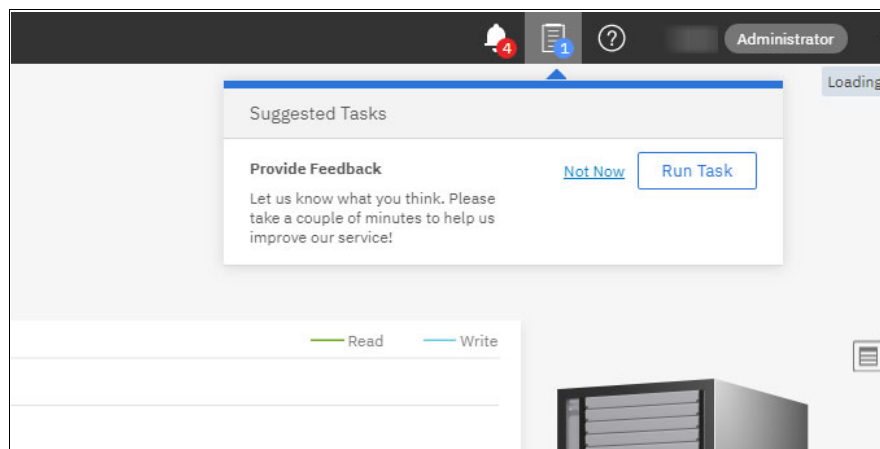 4
1
?
Administrator
Loading
Suggested Tasks
Provide Feedback
Not Now
Run Task
Let us know what you think. Please
take a couple of minutes to help us
improve our service!
Read
Write